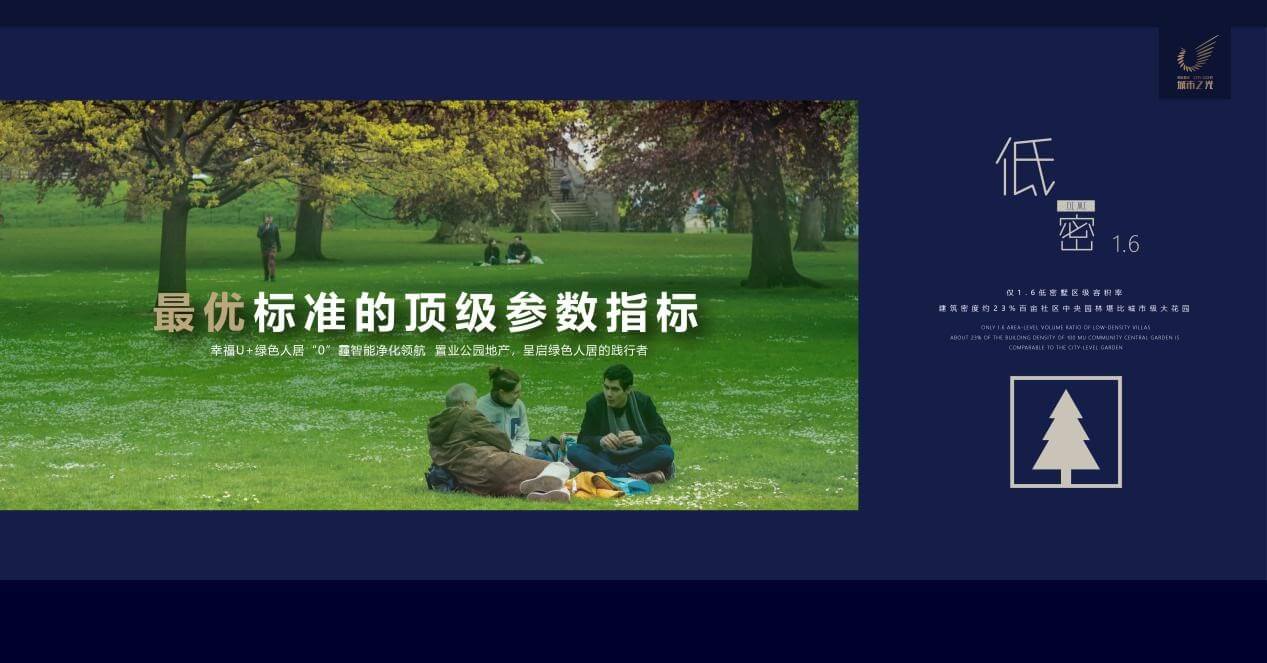 城市之光
最优标准的顶级参数指标
幸福U+绿色人居“0”霾智能净化领航 置业公园地产，呈启绿色人居的践行者
低
密 1.6
仅1.6低密墅区级容积率
建筑密度约23%百亩社区中央园林堪比城市级大花园
ONLY 1.6 AREA-LEVEL VOLUME RATIO OF LOW-DENSITY VILLAS
ABOUT 23% OF THE BUILDING DENSITY OF 100 MU COMMUNITY CENTRAL GARDEN IS
COMPARABLE TO THE CITY-LEVEL GARDEN